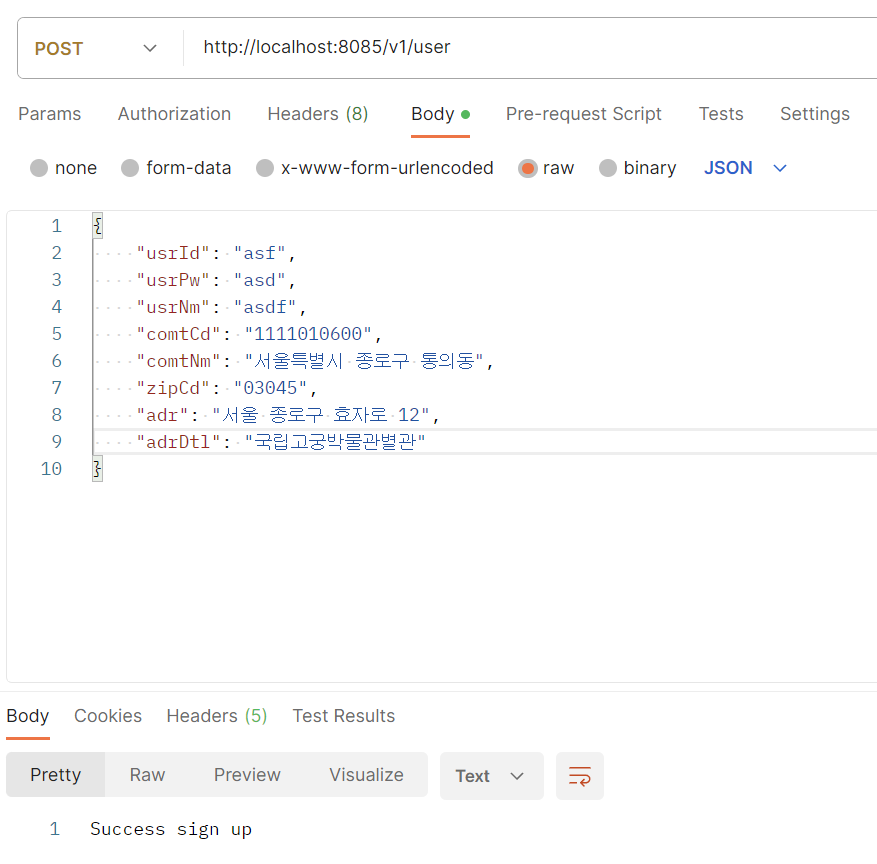 POST http://localhost:8085/v1/user
Params Authorization Headers (8) Body Pre-request Script Tests Settings
none form-data x-www-form-urlencoded raw binary JSON
1 {
2 "usrId": "asf",
3 "usrPw": "asd",
4 "usrNm": "asdf",
5 "comtCd": "1111010600",
6 "comtNm": "서울특별시 종로구 통의동",
7 "zipCd": "03045",
8 "adr": "서울 종로구 효자로 12",
9 "adrDtl": "국립고궁박물관별관"
10 }
Body Cookies Headers (5) Test Results
Pretty Raw Preview Visualize Text
1 Success sign up